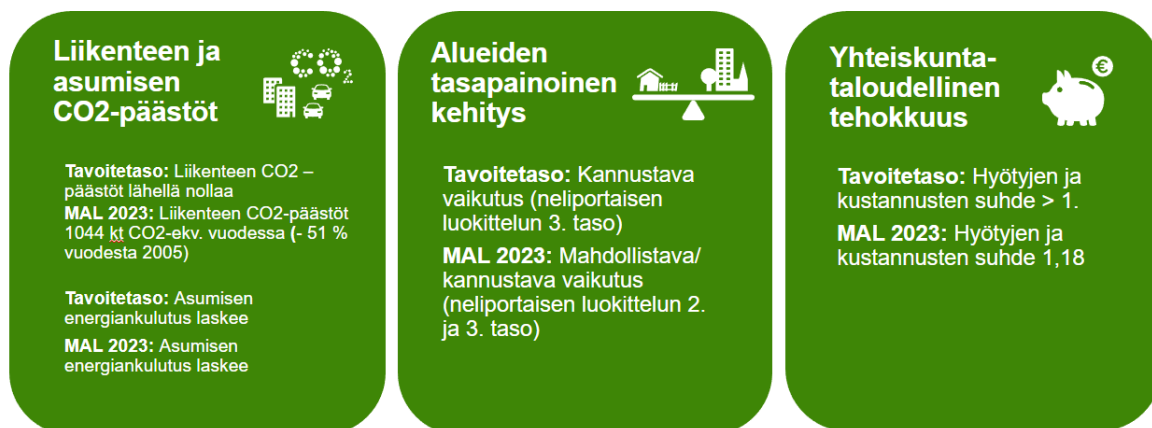 Liikenteen ja
asumisen
CO2-päästöt
CO2
Tavoitetaso: Liikenteen CO2 –
päästöt lähellä nollaa
MAL 2023: Liikenteen CO2-päästöt
1044 kt CO2-ekv. vuodessa (- 51 %
vuodesta 2005)
Tavoitetaso: Asumisen
energiankulutus laskee
MAL 2023: Asumisen
energiankulutus laskee
Alueiden
tasapainoinen
kehitys
Tavoitetaso: Kannustava
vaikutus (neliportaisen
luokittelun 3. taso)
MAL 2023: Mahdollistava/
kannustava vaikutus
(neliportaisen luokittelun 2.
ja 3. taso)
Yhteiskunta-
taloudellinen
tehokkuus
€
Tavoitetaso: Hyötyjen ja
kustannusten suhde > 1.
MAL 2023: Hyötyjen ja
kustannusten suhde 1,18